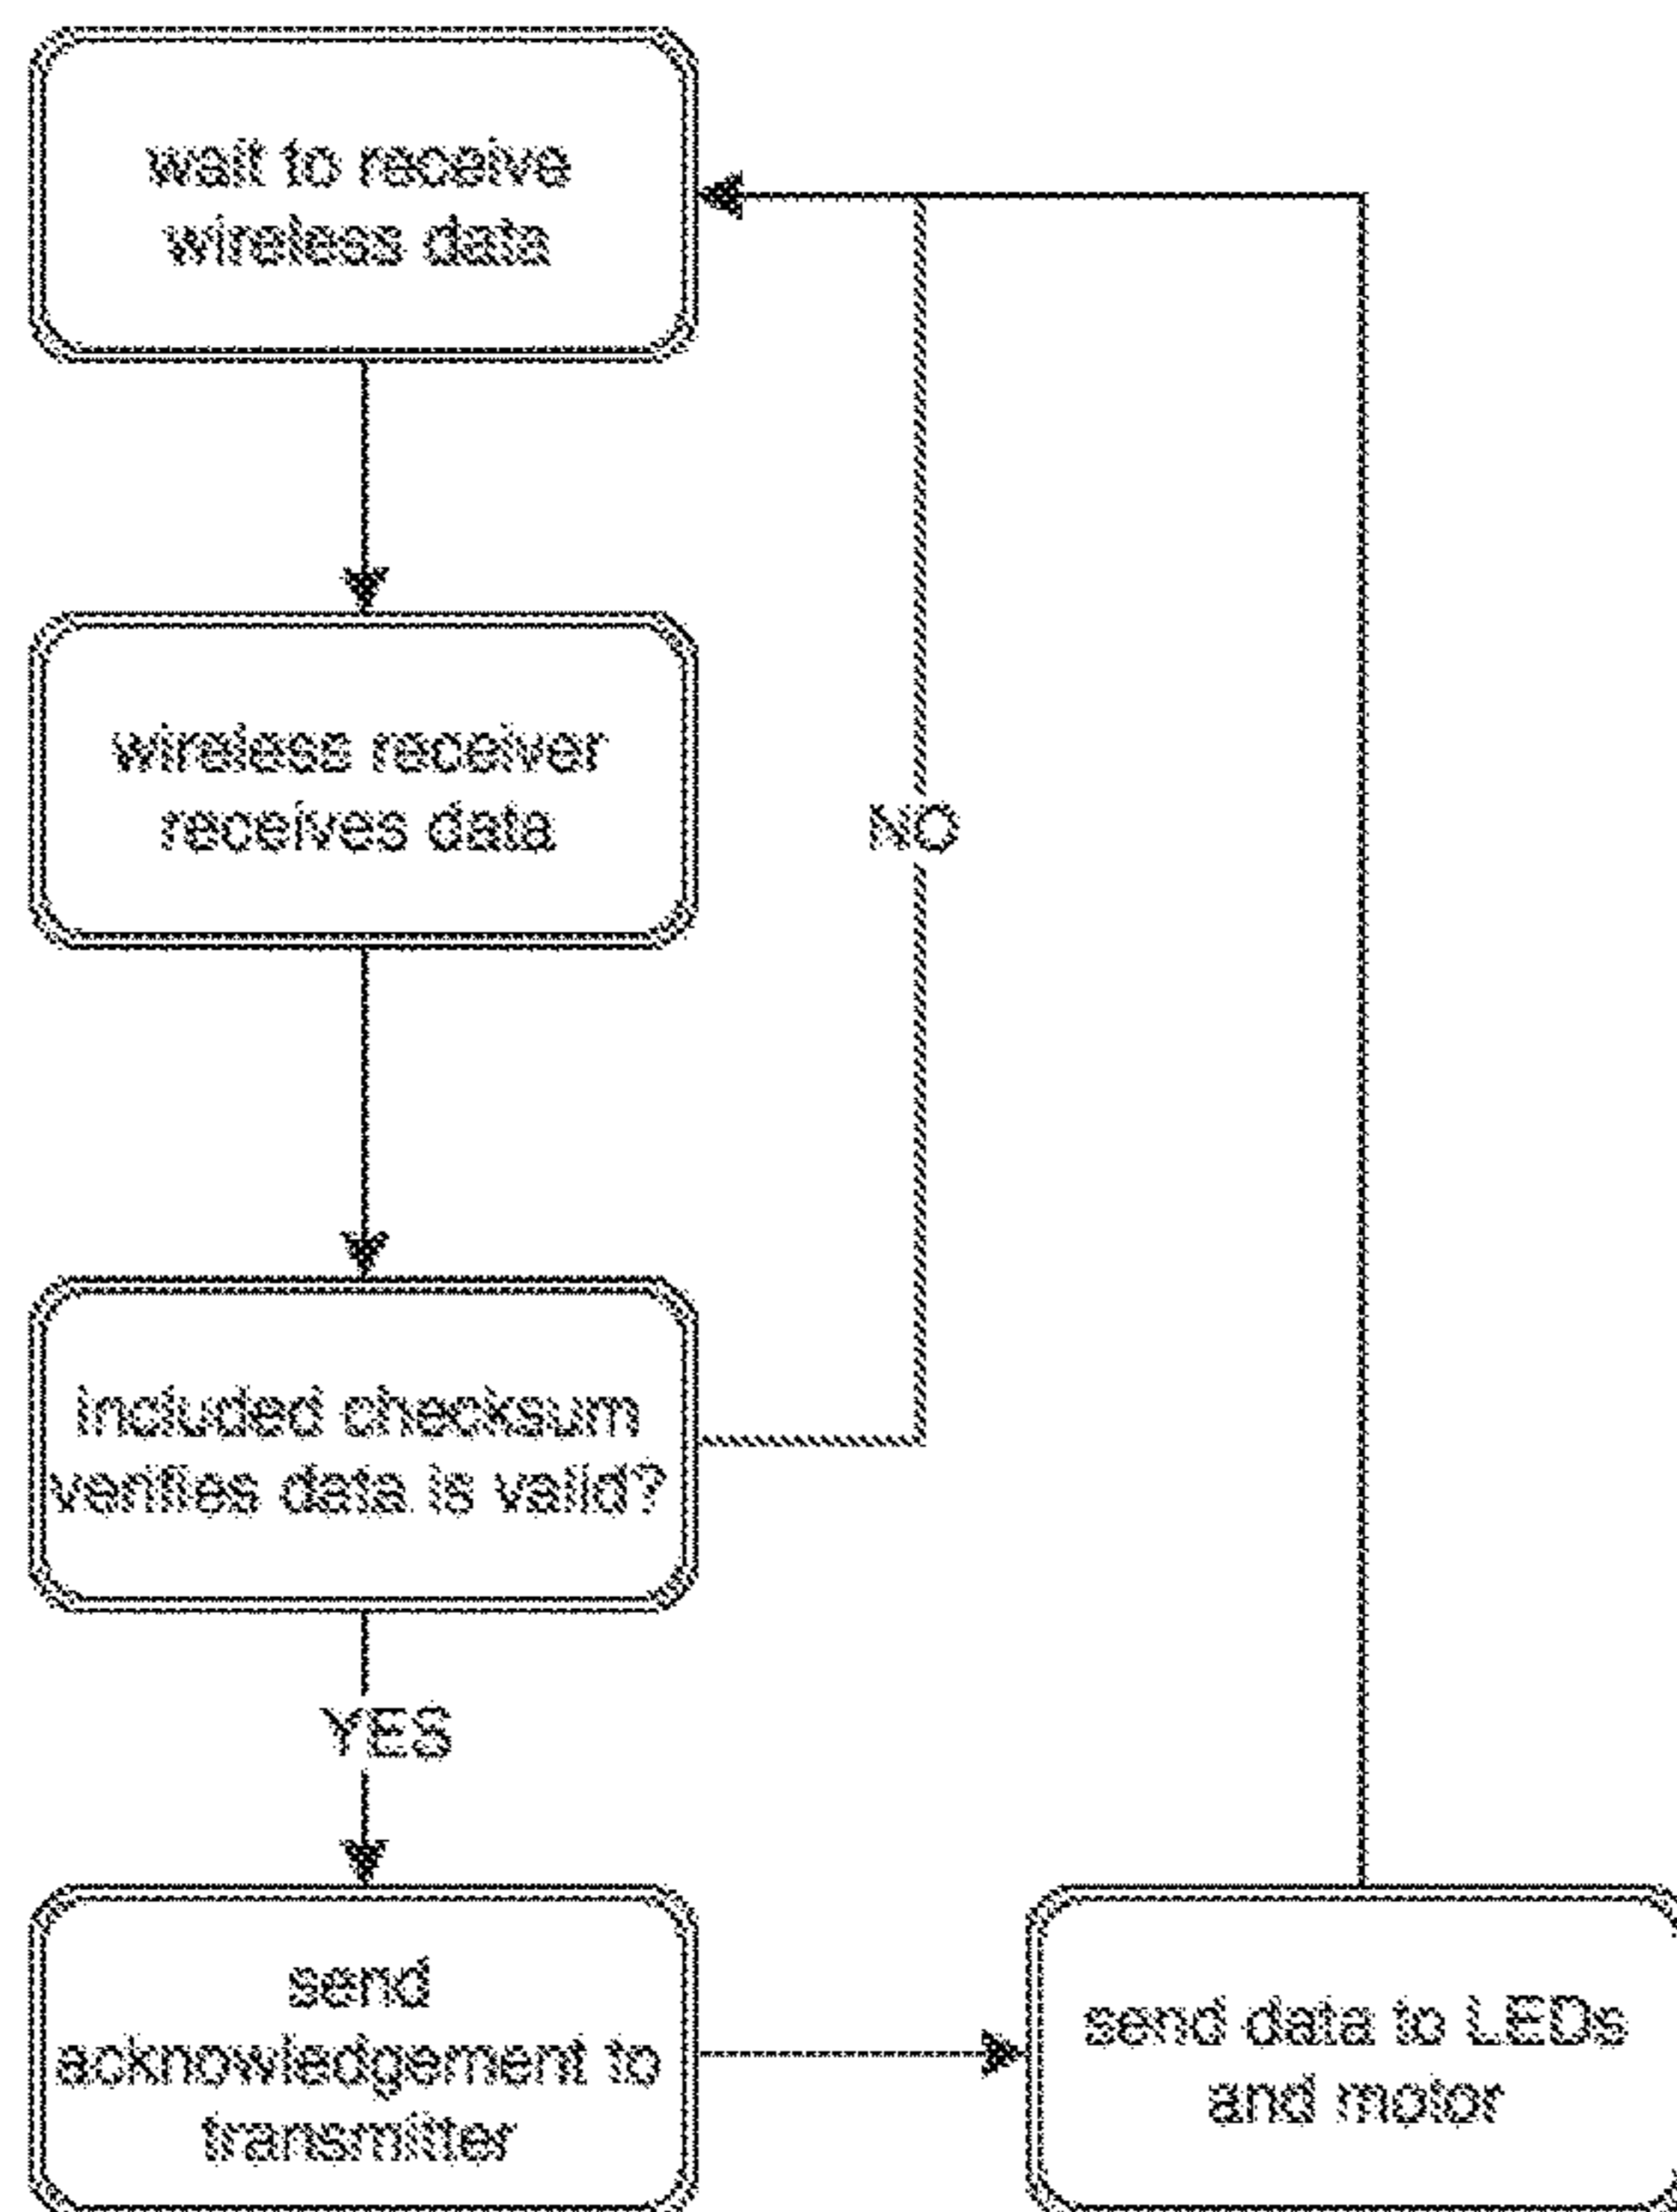 wait to receive
wireless data
wireless receiver
receives data
NO
included checksum
verifies data is valid?
YES
send
acknowledgement to
transmitter
send data to LEDs
and motor